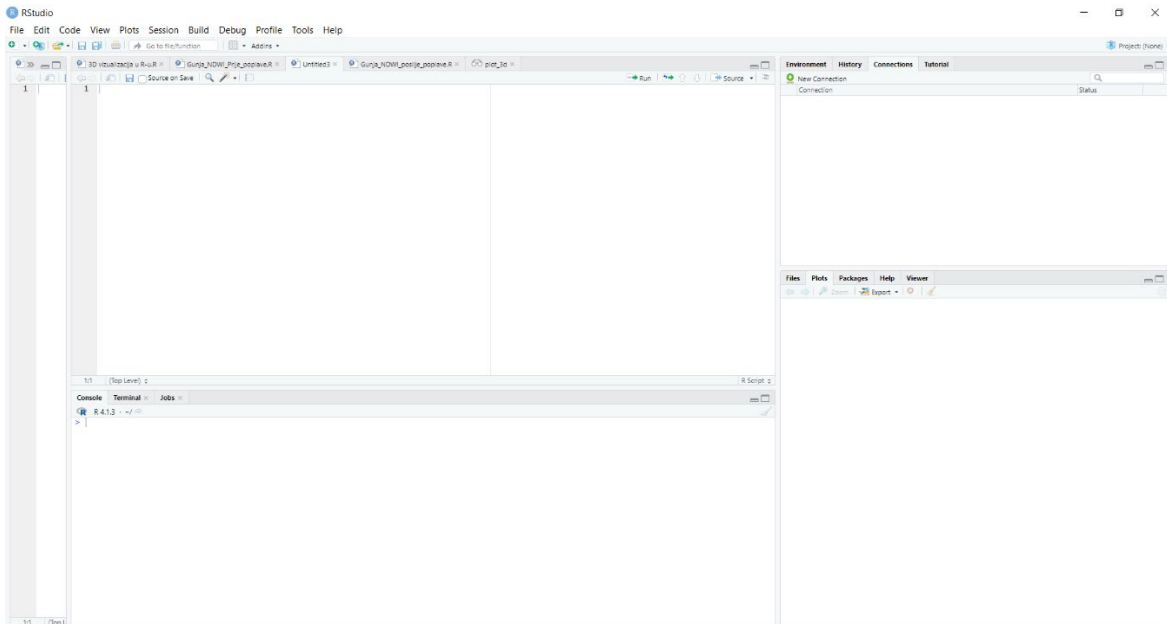 RStudio
File Edit Code View Plots Session Build Debug Profile Tools Help
Go to file/function Addins
Project: (None)
3D vizualizacija u R-u.R Gunja_NDWI_Prije_poplave.R Untitled3 Gunja_NDWI_poslije_poplave.R plot_3d
Source on Save Run Source
1 1
1:1 (Top Level) R Script
Console Terminal Jobs
R 4.1.3 · ~/
>
1:1 (Top L
Environment History Connections Tutorial
New Connection
Connection Status
Files Plots Packages Help Viewer
Zoom Export